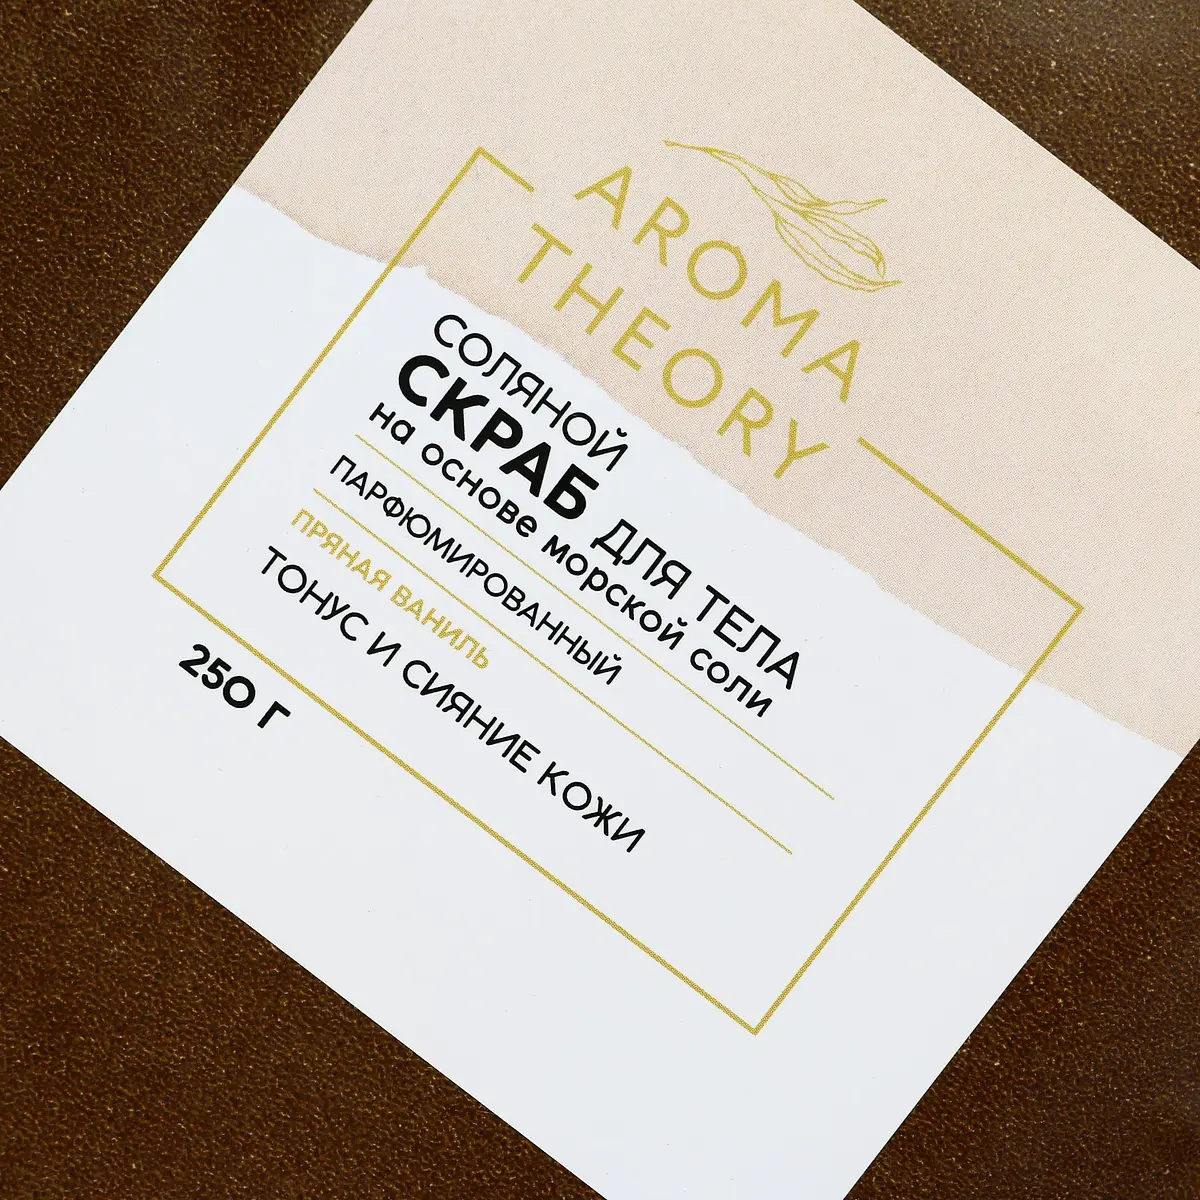 AROMA
THEORY
СОЛЯНОЙ
СКРАБ ДЛЯ ТЕЛА
на основе морской соли
ПАРФЮМИРОВАННЫЙ
ПРЯНАЯ ВАНИЛЬ
ТОНУС И СИЯНИЕ КОЖИ
250 Г